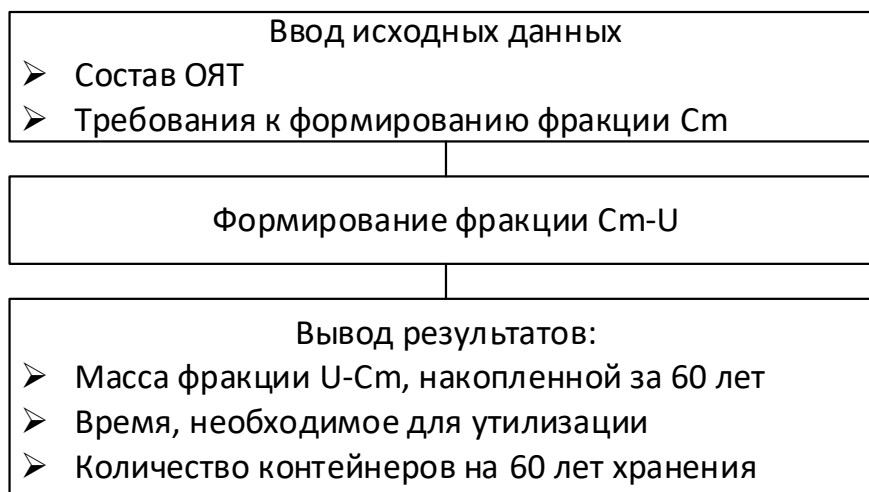 Ввод исходных данных
➢ Состав ОЯТ
➢ Требования к формированию фракции Cm
Формирование фракции Cm-U
Вывод результатов:
➢ Масса фракции U-Cm, накопленной за 60 лет
➢ Время, необходимое для утилизации
➢ Количество контейнеров на 60 лет хранения